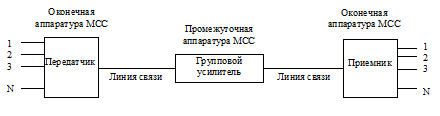 Оконечная
аппаратура МСС
Промежуточная
аппаратура МСС
Оконечная
аппаратура МСС
1
2
3
N
Передатчик
Линия связи
Групповой
усилитель
Линия связи
Приемник
1
2
3
N